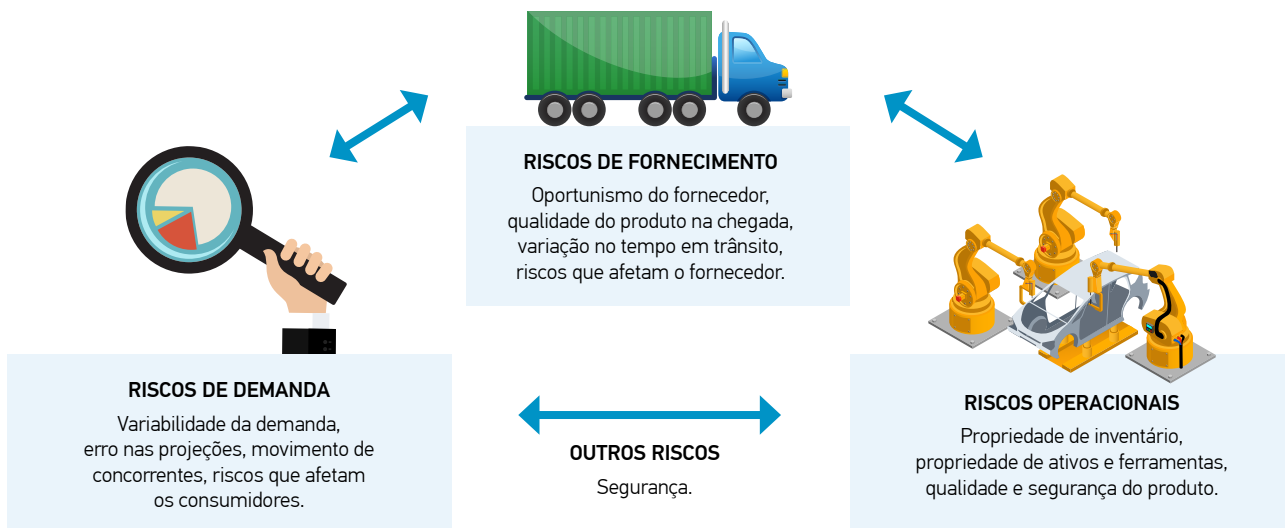 RISCOS DE FORNECIMENTO
Oportunismo do fornecedor,
qualidade do produto na chegada,
variação no tempo em trânsito,
riscos que afetam o fornecedor.
RISCOS DE DEMANDA
Variabilidade da demanda,
erro nas projeções, movimento de
concorrentes, riscos que afetam
os consumidores.
OUTROS RISCOS
Segurança.
RISCOS OPERACIONAIS
Propriedade de inventário,
propriedade de ativos e ferramentas,
qualidade e segurança do produto.